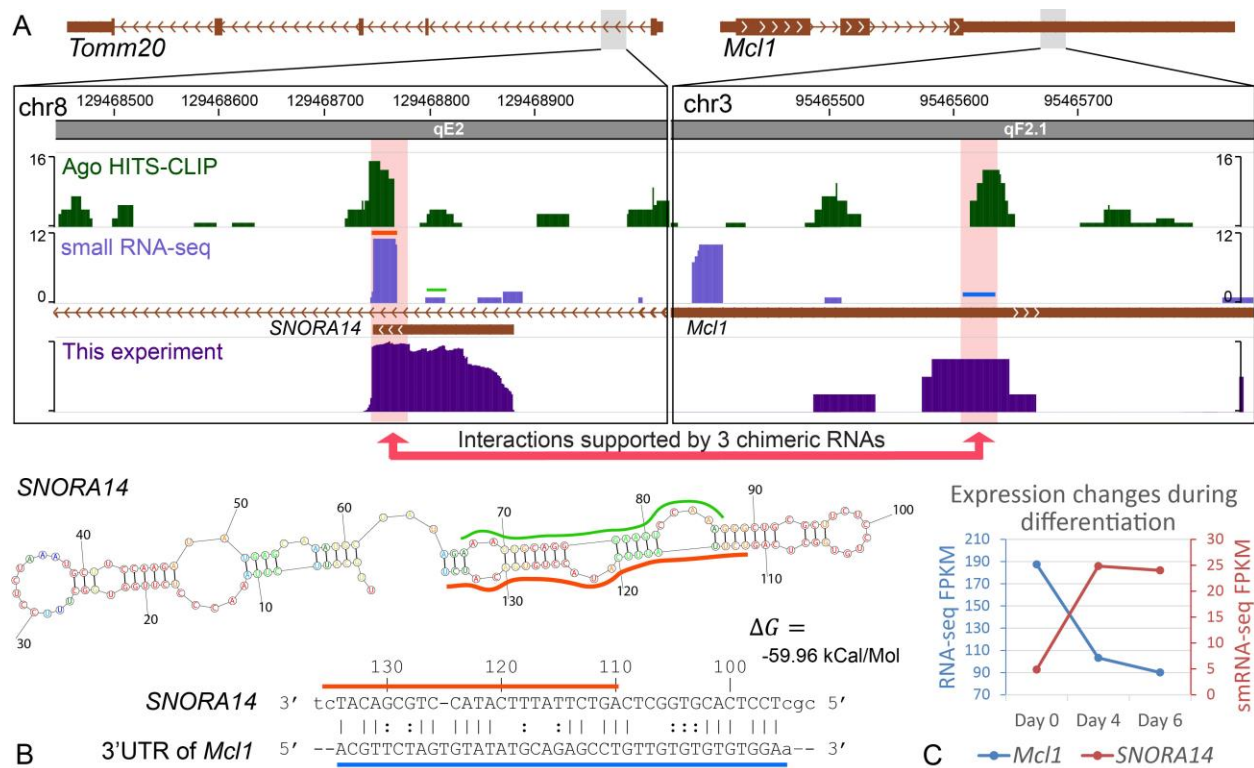 A
Tomm20
Mcl1
chr8 129468500 129468600 129468700 129468800 129468900
chr3 95465500 95465600 95465700
qE2
qF2.1
16 Ago HITS-CLIP 16
12 small RNA-seq 12
0 0
SNORA14
Mcl1
This experiment
Interactions supported by 3 chimeric RNAs
SNORA14
30 40 20 50 10 60 70 130 80 120 90 110 100
ΔG =
-59.96 kCal/Mol
130 120 110 100
SNORA14 3' tcTACAGCGTC-CATACTTTATTCTGACTCGGTGCACTCCTcgc 5'
3'UTR of Mcl1 5' --ACGTTCTAGTGTATATGCAGAGCCTGTTGTGTGTGTGGAa-- 3'
B
Expression changes during
differentiation
RNA-seq FPKM
210
190
170
150
130
110
90
70
smRNA-seq FPKM
30
25
20
15
10
5
0
Day 0 Day 4 Day 6
C Mcl1 SNORA14